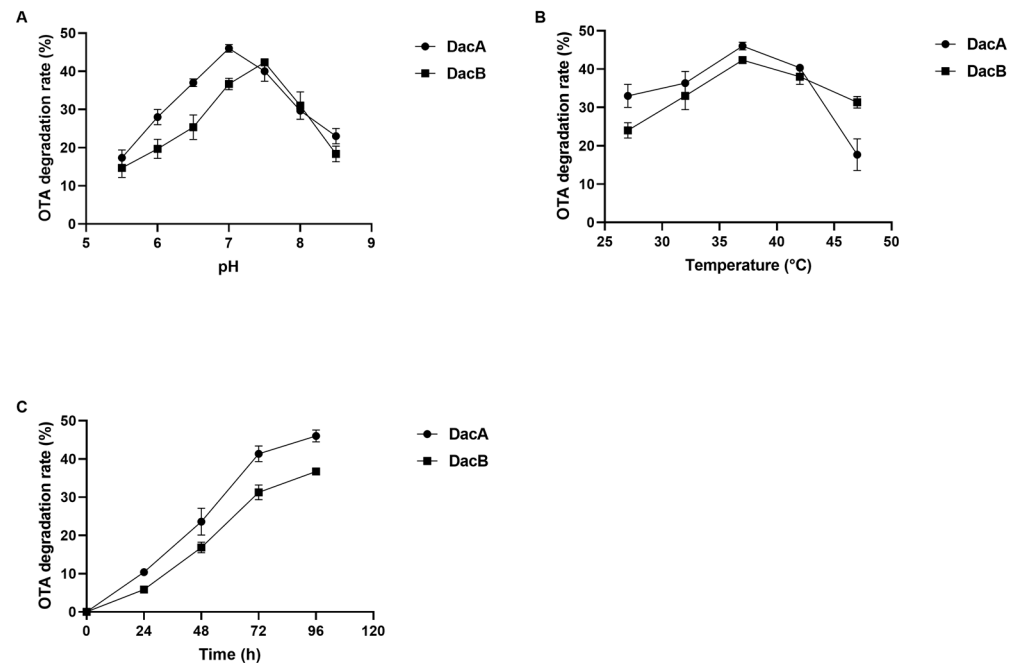 A
OTA degradation rate (%)
50
40
30
20
10
0
5
6
7
8
9
pH
DacA
DacB
B
OTA degradation rate (%)
50
40
30
20
10
0
25
30
35
40
45
50
Temperature (°C)
DacA
DacB
C
OTA degradation rate (%)
50
40
30
20
10
0
0
24
48
72
96
120
Time (h)
DacA
DacB